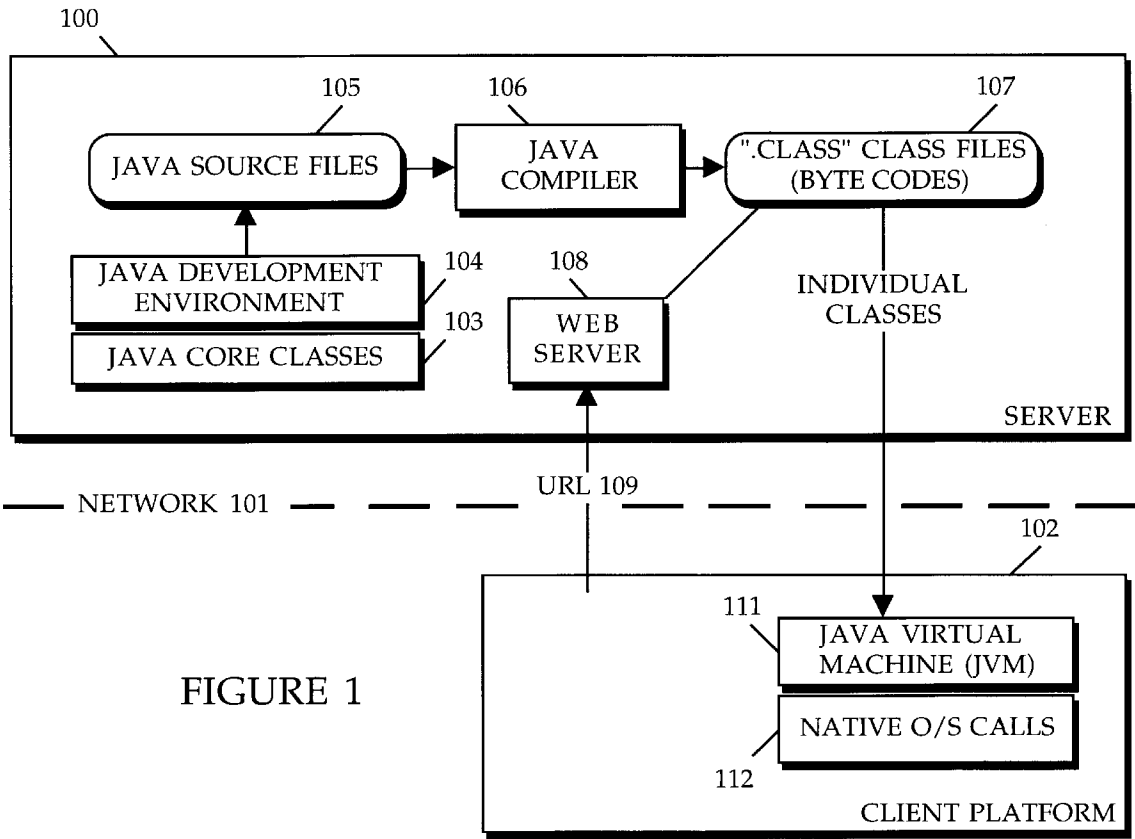 100
105
106
107
JAVA SOURCE FILES
JAVA
COMPILER
".CLASS" CLASS FILES
(BYTE CODES)
JAVA DEVELOPMENT
ENVIRONMENT
104
108
INDIVIDUAL
CLASSES
JAVA CORE CLASSES
103
WEB
SERVER
SERVER
URL 109
NETWORK 101
102
111
JAVA VIRTUAL
MACHINE (JVM)
FIGURE 1
NATIVE O/S CALLS
112
CLIENT PLATFORM